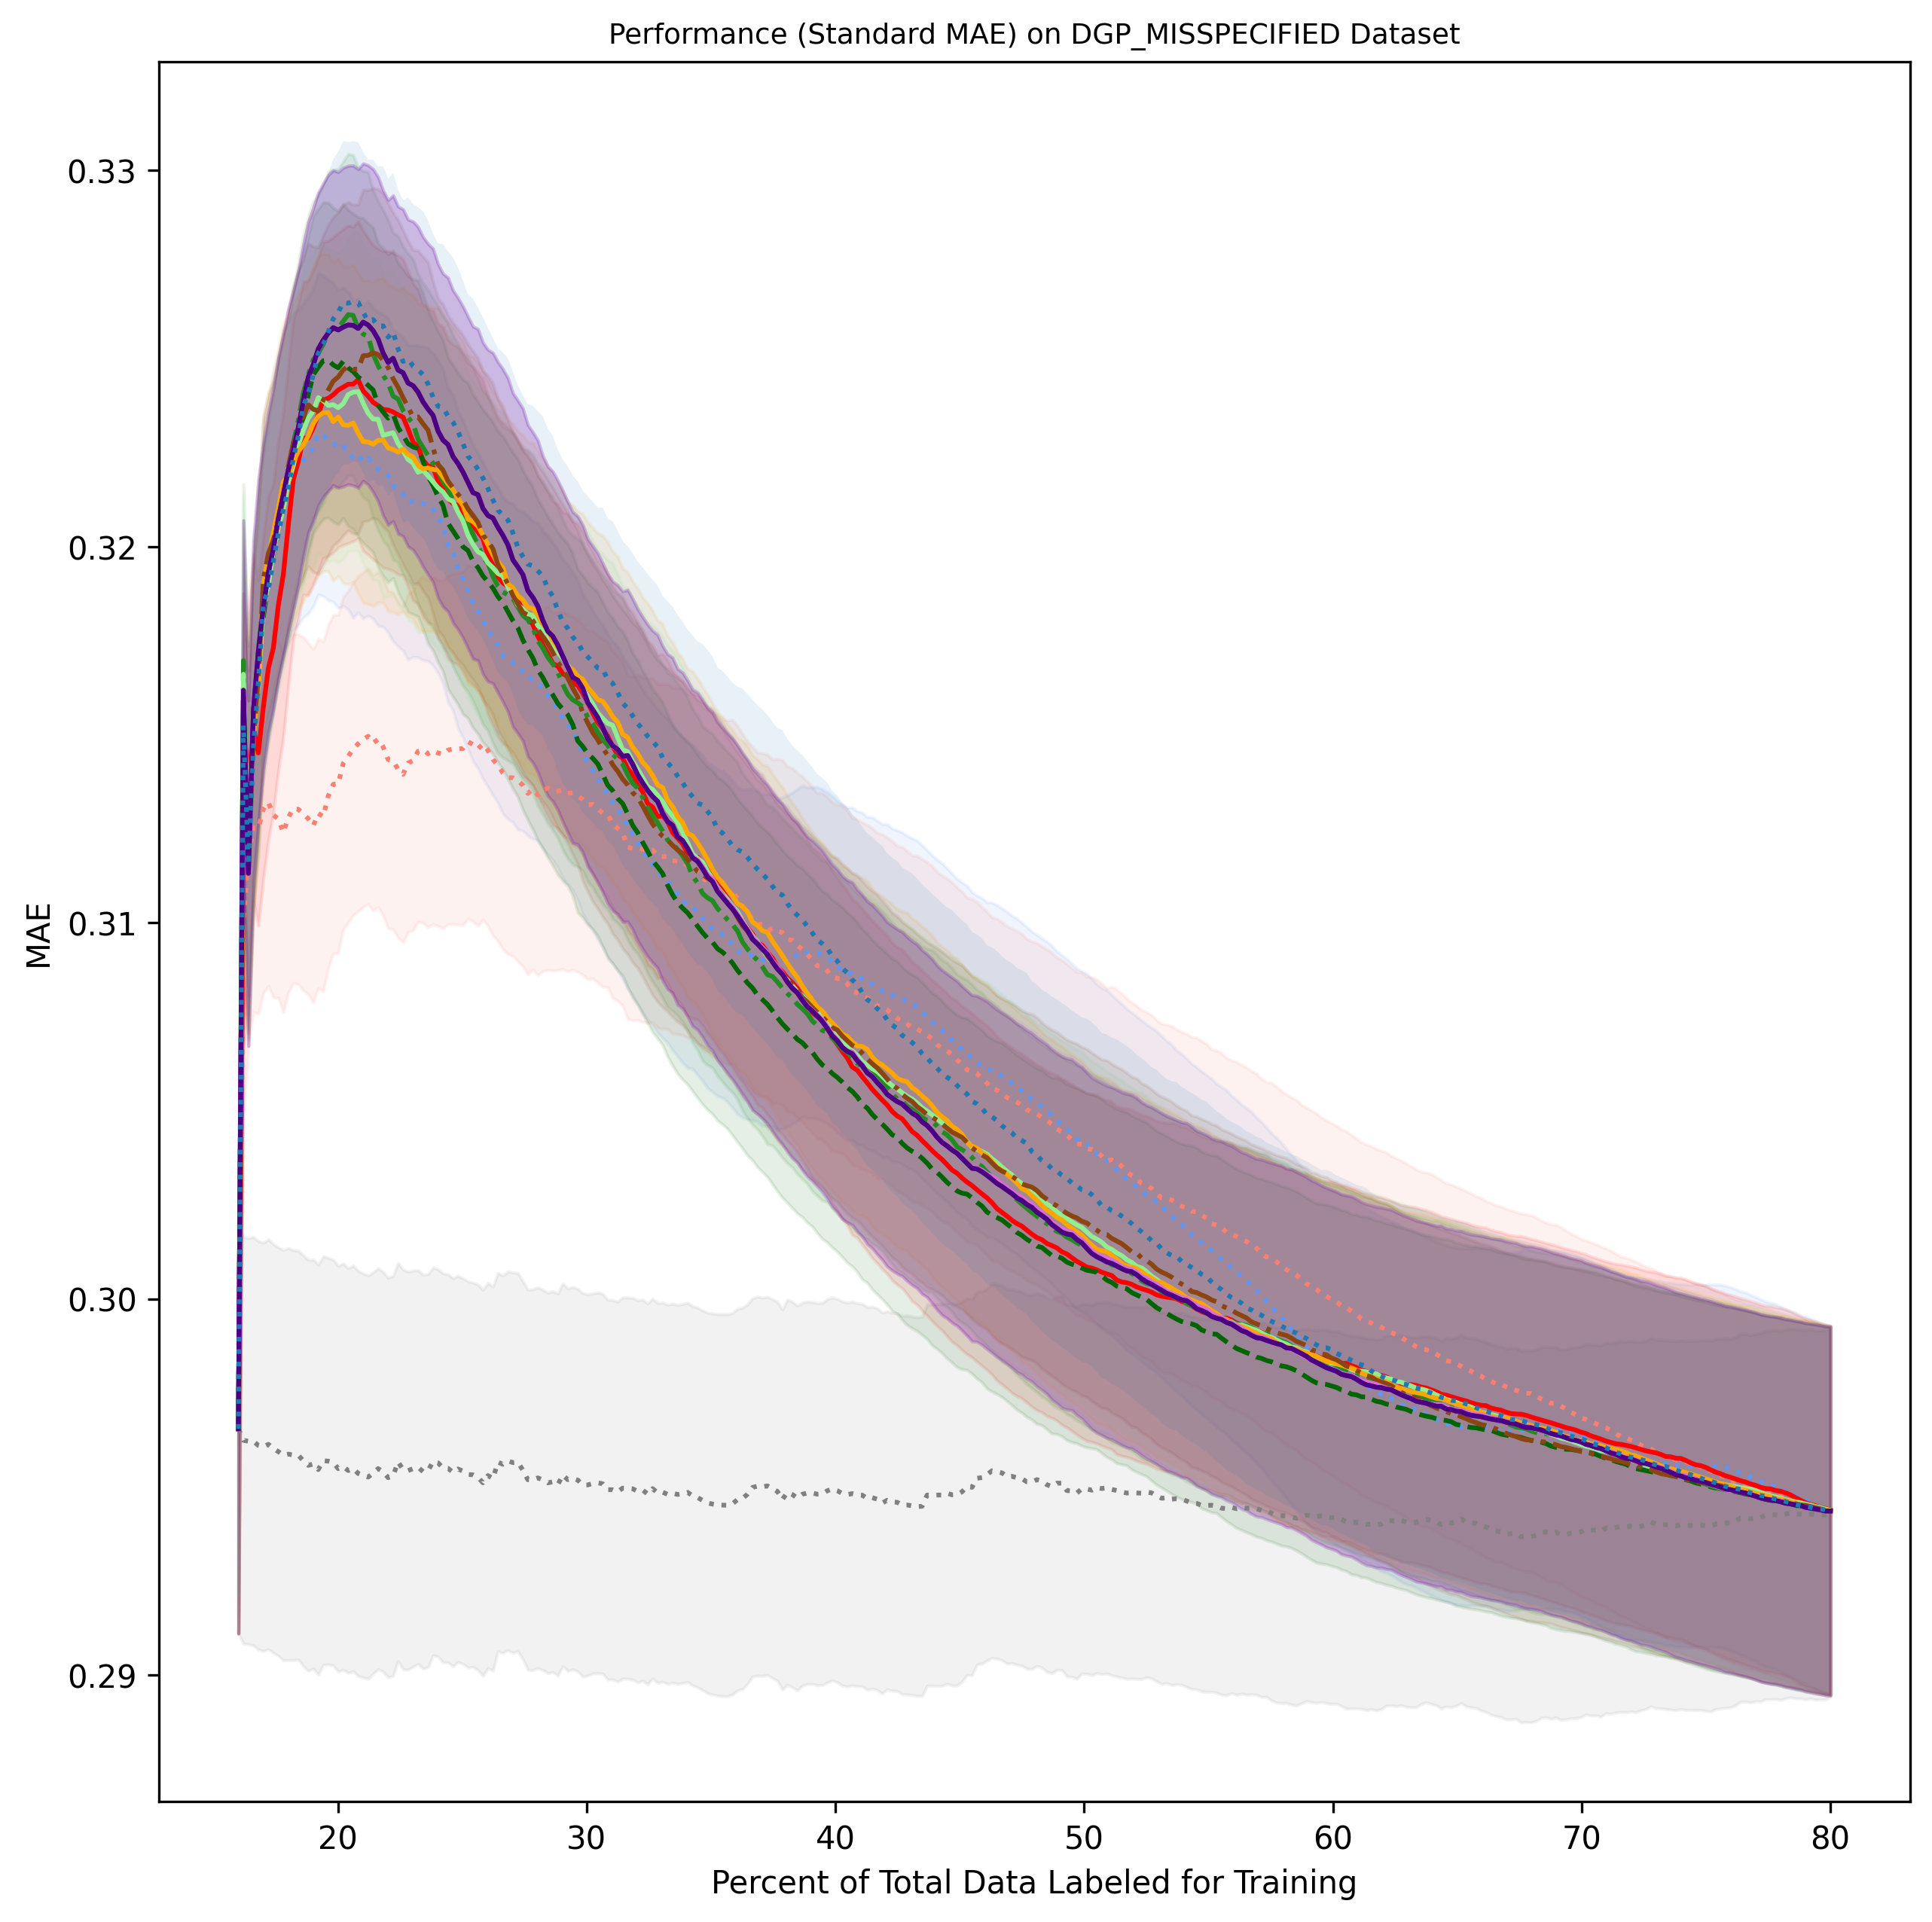 Performance (Standard MAE) on DGP_MISSPECIFIED Dataset
0.33
0.32
0.31
0.30
0.29
MAE
20 30 40 50 60 70 80
Percent of Total Data Labeled for Training